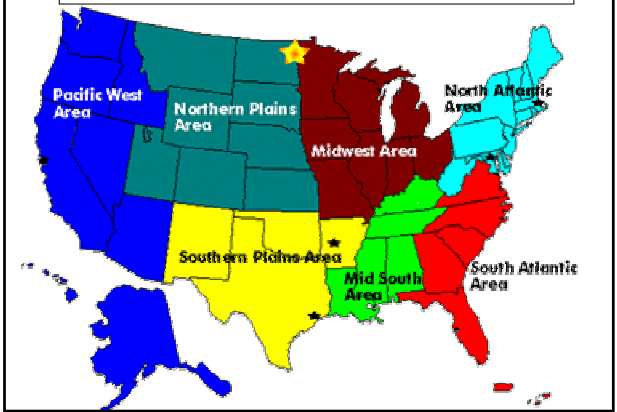 Pacific West
Area
Northern Plains
Area
Midwest Area
North Atlantic
Area
Southern Plains Area
Mid South
Area
South Atlantic
Area